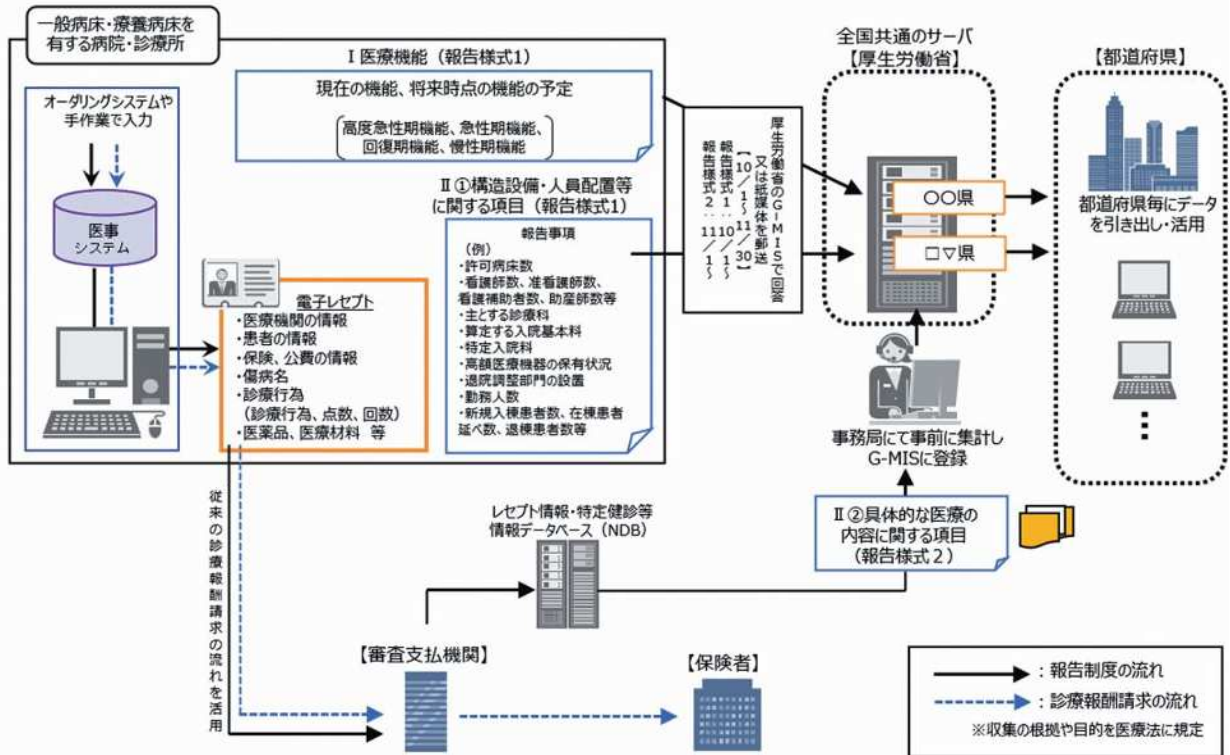 一般病床・療養病床を
有する病院・診療所
オーダリングシステムや
手作業で入力
医事
システム
Ⅰ 医療機能（報告様式1）
現在の機能、将来時点の機能の予定
高度急性期機能、急性期機能、
回復期機能、慢性期機能
Ⅱ ①構造設備・人員配置等
に関する項目（報告様式1）
報告事項
（例）
・許可病床数
・看護師数、准看護師数、
看護補助者数、助産師数等
・主とする診療科
・算定する入院基本料
・特定入院料
・高額医療機器の保有状況
・退院調整部門の設置
・勤務人数
・新規入棟患者数、在棟患者
延べ数、退棟患者数等
電子レセプト
・医療機関の情報
・患者の情報
・保険、公費の情報
・傷病名
・診療行為
（診療行為、点数、回数）
・医薬品、医療材料 等
厚生労働省のG-MISで回答
又は紙媒体を郵送
【10／1～11／30】
報告様式1：10／1～
報告様式2：11／1～
全国共通のサーバ
【厚生労働省】
○○県
□▽県
【都道府県】
都道府県毎にデータ
を引き出し・活用
事務局にて事前に集計し
G-MISに登録
Ⅱ ②具体的な医療の
内容に関する項目
（報告様式２）
レセプト情報・特定健診等
情報データベース（NDB）
従来の診療報酬請求の流れを活用
【審査支払機関】
【保険者】
：報告制度の流れ
：診療報酬請求の流れ
※収集の根拠や目的を医療法に規定